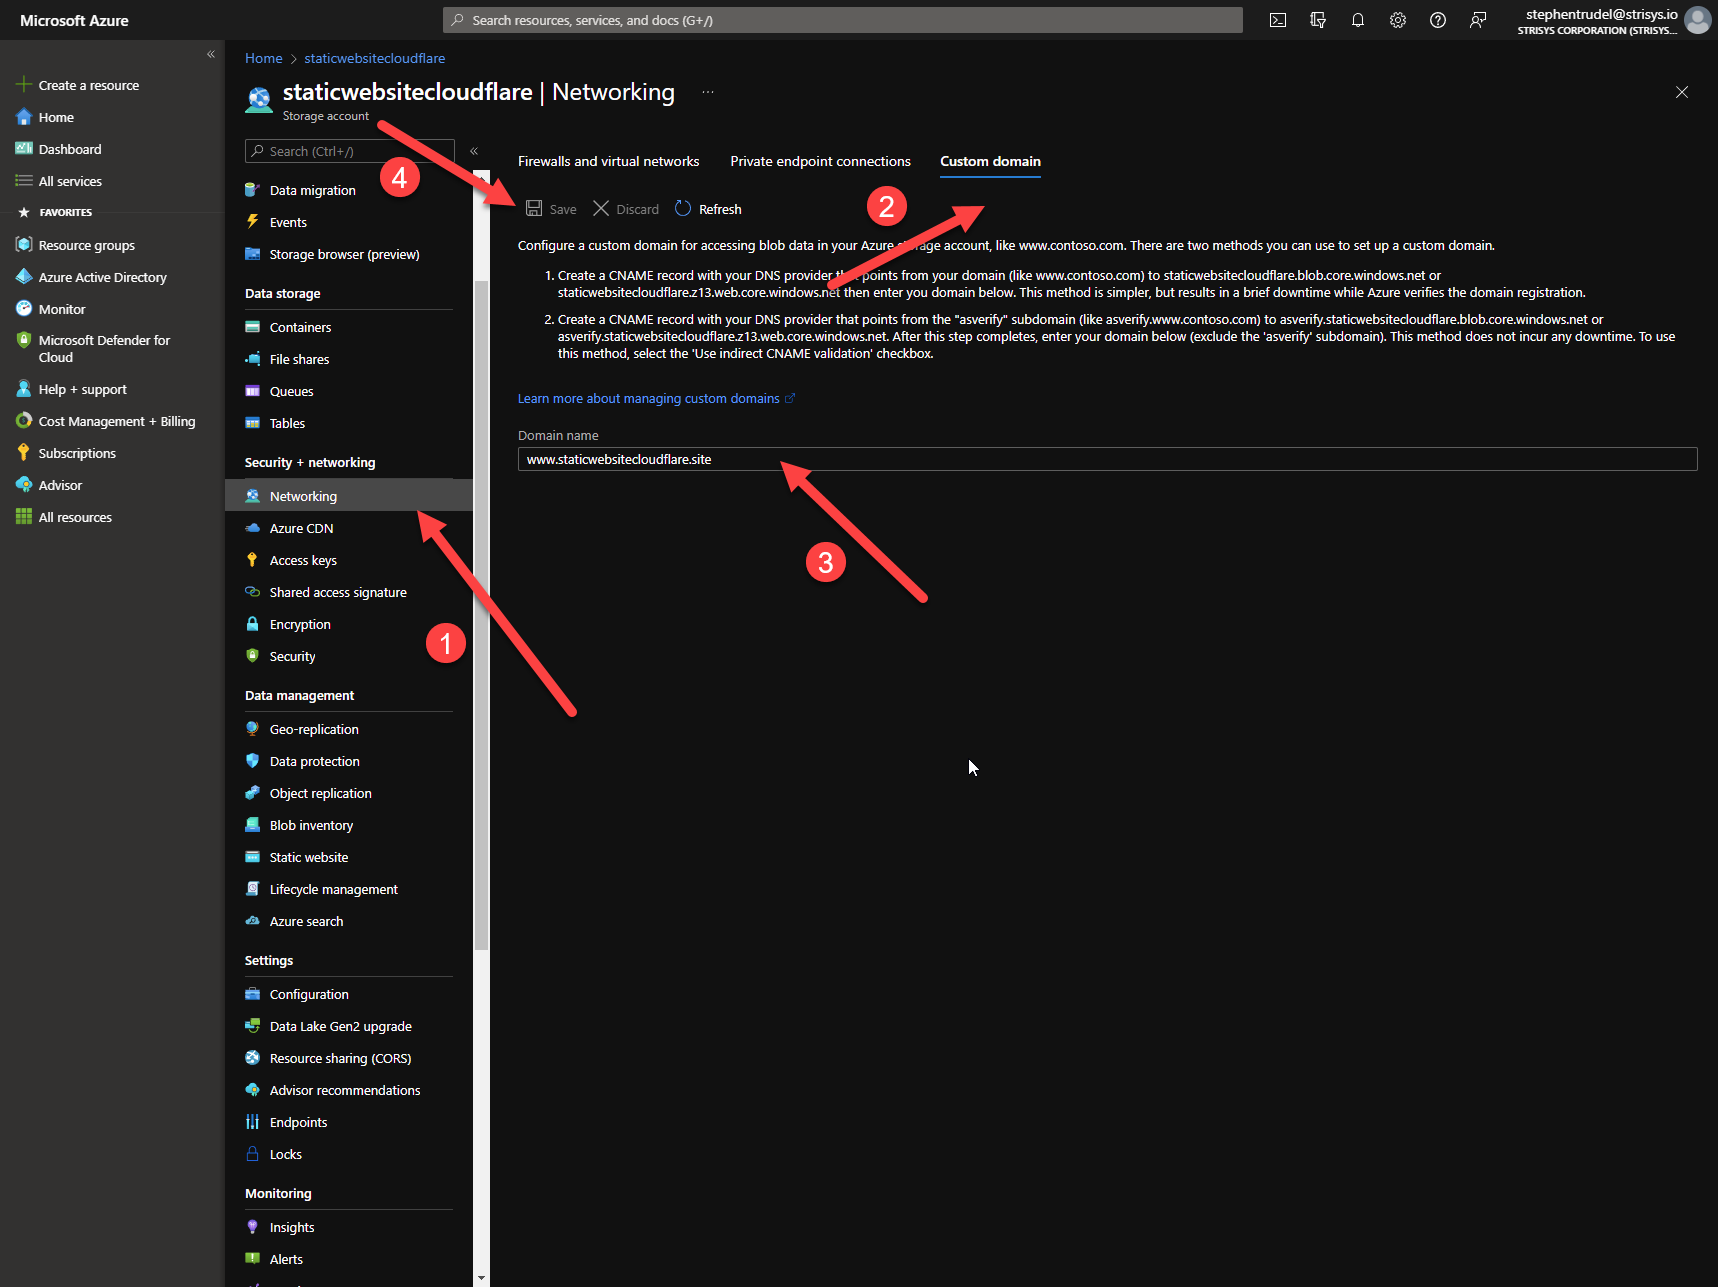 Microsoft Azure
Search resources, services, and docs (G+/)
stephentrudel@strisys.io
STRISYS CORPORATION (STRISYS...
«
Create a resource
Home
Dashboard
All services
FAVORITES
Resource groups
Azure Active Directory
Monitor
Microsoft Defender for
Cloud
Help + support
Cost Management + Billing
Subscriptions
Advisor
All resources
Home > staticwebsitecloudflare
staticwebsitecloudflare | Networking ...
Storage account
Search (Ctrl+/)
«
Data migration
Events
Storage browser (preview)
Data storage
Containers
File shares
Queues
Tables
Security + networking
Networking
Azure CDN
Access keys
Shared access signature
Encryption
Security
Data management
Geo-replication
Data protection
Object replication
Blob inventory
Static website
Lifecycle management
Azure search
Settings
Configuration
Data Lake Gen2 upgrade
Resource sharing (CORS)
Advisor recommendations
Endpoints
Locks
Monitoring
Insights
Alerts
Firewalls and virtual networks
Private endpoint connections
Custom domain
Save
Discard
Refresh
Configure a custom domain for accessing blob data in your Azure storage account, like www.contoso.com. There are two methods you can use to set up a custom domain.
1. Create a CNAME record with your DNS provider that points from your domain (like www.contoso.com) to staticwebsitecloudflare.blob.core.windows.net or
staticwebsitecloudflare.z13.web.core.windows.net then enter you domain below. This method is simpler, but results in a brief downtime while Azure verifies the domain registration.
2. Create a CNAME record with your DNS provider that points from the "asverify" subdomain (like asverify.www.contoso.com) to asverify.staticwebsitecloudflare.blob.core.windows.net or
asverify.staticwebsitecloudflare.z13.web.core.windows.net. After this step completes, enter your domain below (exclude the 'asverify' subdomain). This method does not incur any downtime. To use
this method, select the 'Use indirect CNAME validation' checkbox.
Learn more about managing custom domains
Domain name
www.staticwebsitecloudflare.site
1
2
3
4